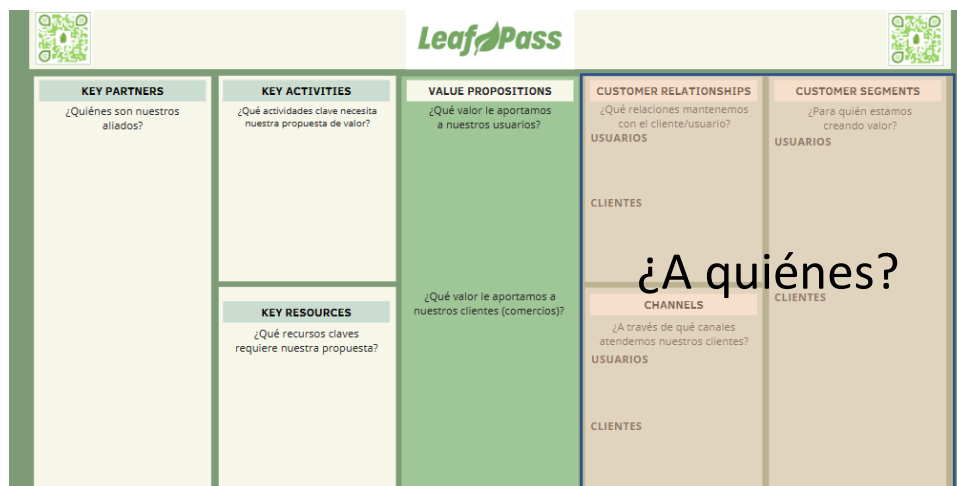 LeafPass
KEY PARTNERS
¿Quiénes son nuestros
aliados?
KEY ACTIVITIES
¿Qué actividades clave necesita
nuestra propuesta de valor?
KEY RESOURCES
¿Qué recursos claves
requiere nuestra propuesta?
VALUE PROPOSITIONS
¿Qué valor le aportamos
a nuestros usuarios?
¿Qué valor le aportamos a
nuestros clientes (comercios)?
CUSTOMER RELATIONSHIPS
¿Qué relaciones mantenemos
con el cliente/usuario?
USUARIOS
CLIENTES
CHANNELS
¿A través de qué canales
atendemos nuestros clientes?
USUARIOS
CLIENTES
CUSTOMER SEGMENTS
¿Para quién estamos
creando valor?
USUARIOS
CLIENTES
¿A quiénes?